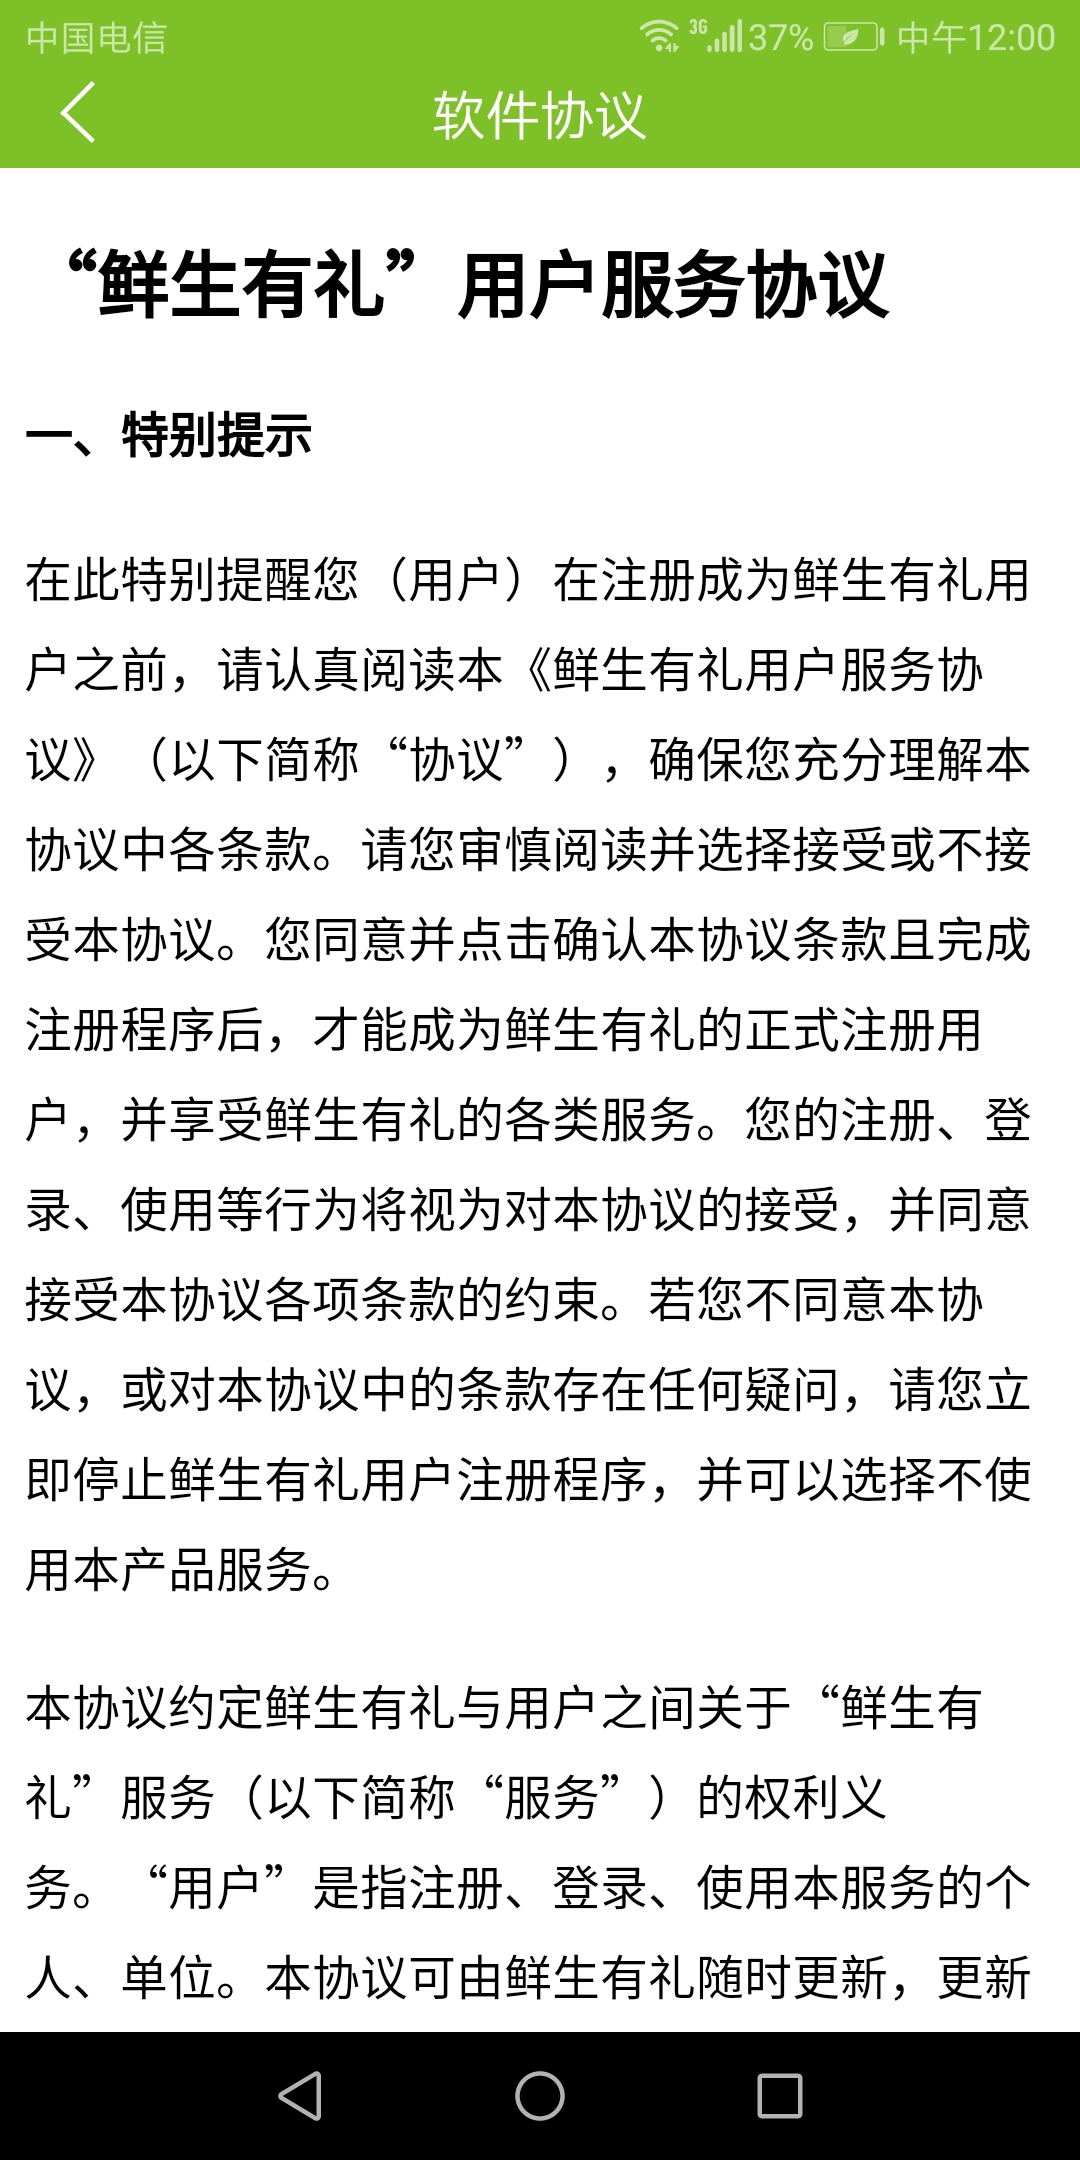 中国电信 3G 37% 中午12:00
软件协议
“鲜生有礼”用户服务协议
一、特别提示
在此特别提醒您（用户）在注册成为鲜生有礼用
户之前，请认真阅读本《鲜生有礼用户服务协
议》（以下简称“协议”），确保您充分理解本
协议中各条款。请您审慎阅读并选择接受或不接
受本协议。您同意并点击确认本协议条款且完成
注册程序后，才能成为鲜生有礼的正式注册用
户，并享受鲜生有礼的各类服务。您的注册、登
录、使用等行为将视为对本协议的接受，并同意
接受本协议各项条款的约束。若您不同意本协
议，或对本协议中的条款存在任何疑问，请您立
即停止鲜生有礼用户注册程序，并可以选择不使
用本产品服务。
本协议约定鲜生有礼与用户之间关于“鲜生有
礼”服务（以下简称“服务”）的权利义
务。“用户”是指注册、登录、使用本服务的个
人、单位。本协议可由鲜生有礼随时更新，更新